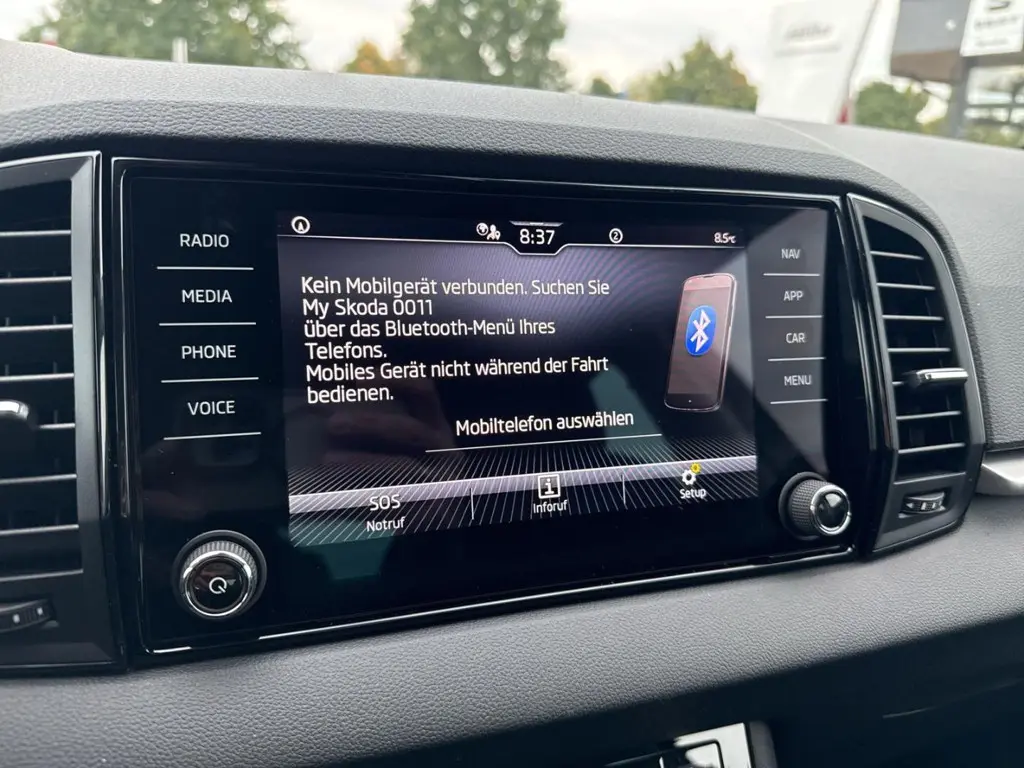 RADIO
MEDIA
PHONE
VOICE
8:37
2
8.5°C
Kein Mobilgerät verbunden. Suchen Sie
My Skoda 0011
über das Bluetooth-Menü Ihres
Telefons.
Mobiles Gerät nicht während der Fahrt
bedienen.
Mobiltelefon auswählen
SOS
Notruf
i
Inforuf
Setup
NAV
APP
CAR
MENU